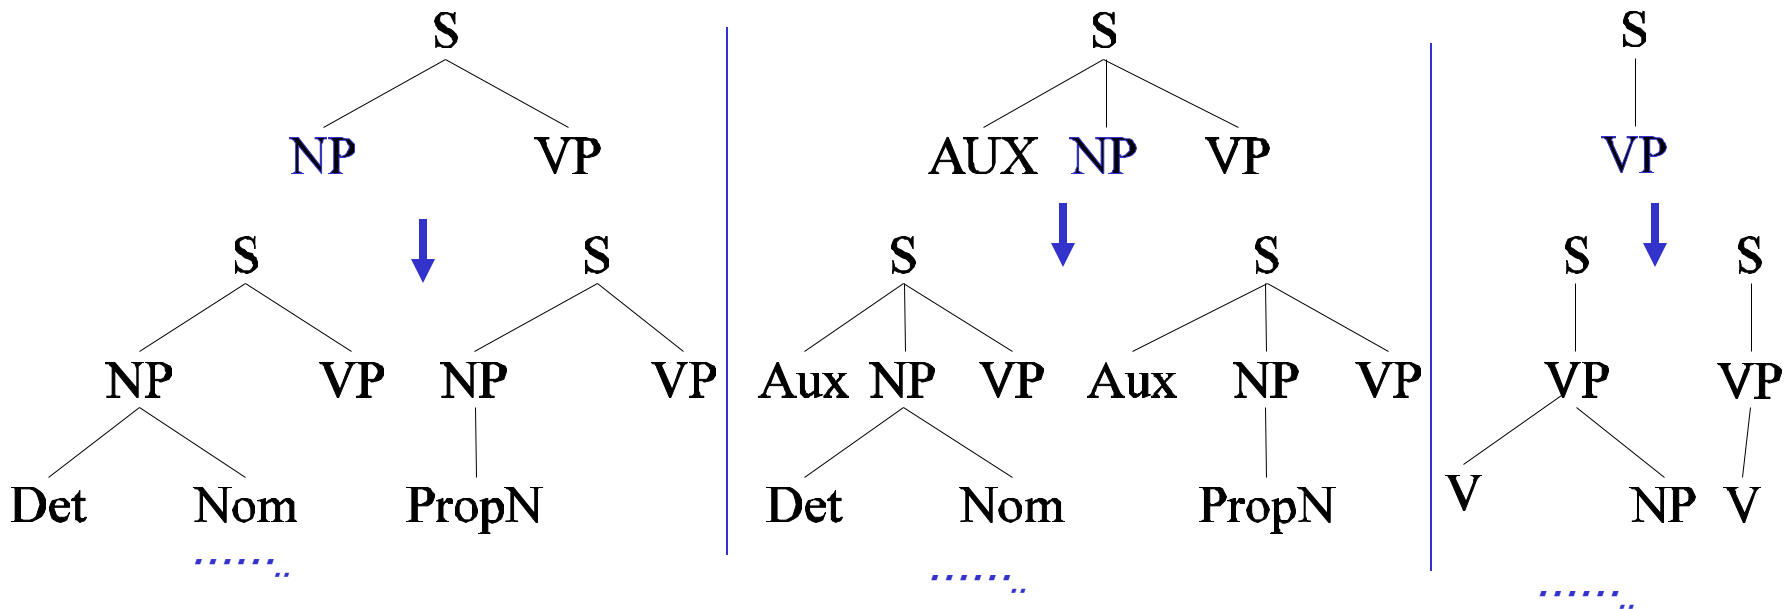 S S S
NP VP AUX NP VP VP
S S S S S S
NP VP NP VP Aux NP VP Aux NP VP VP VP
Det Nom PropN Det Nom PropN V NP V
........ ........ ........